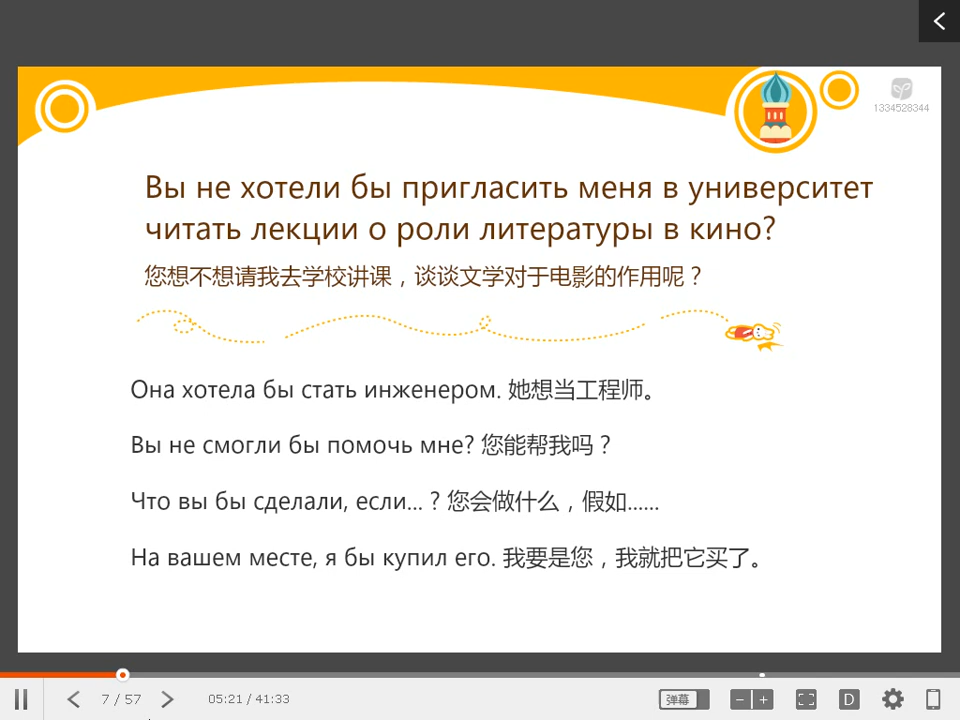 1334528344
Вы не хотели бы пригласить меня в университет
читать лекции о роли литературы в кино?
您想不想请我去学校讲课，谈谈文学对于电影的作用呢？
Она хотела бы стать инженером. 她想当工程师。
Вы не смогли бы помочь мне? 您能帮我吗？
Что вы бы сделали, если...？您会做什么，假如......
На вашем месте, я бы купил его. 我要是您，我就把它买了。
7 / 57 05:21 / 41:33 弹幕 D